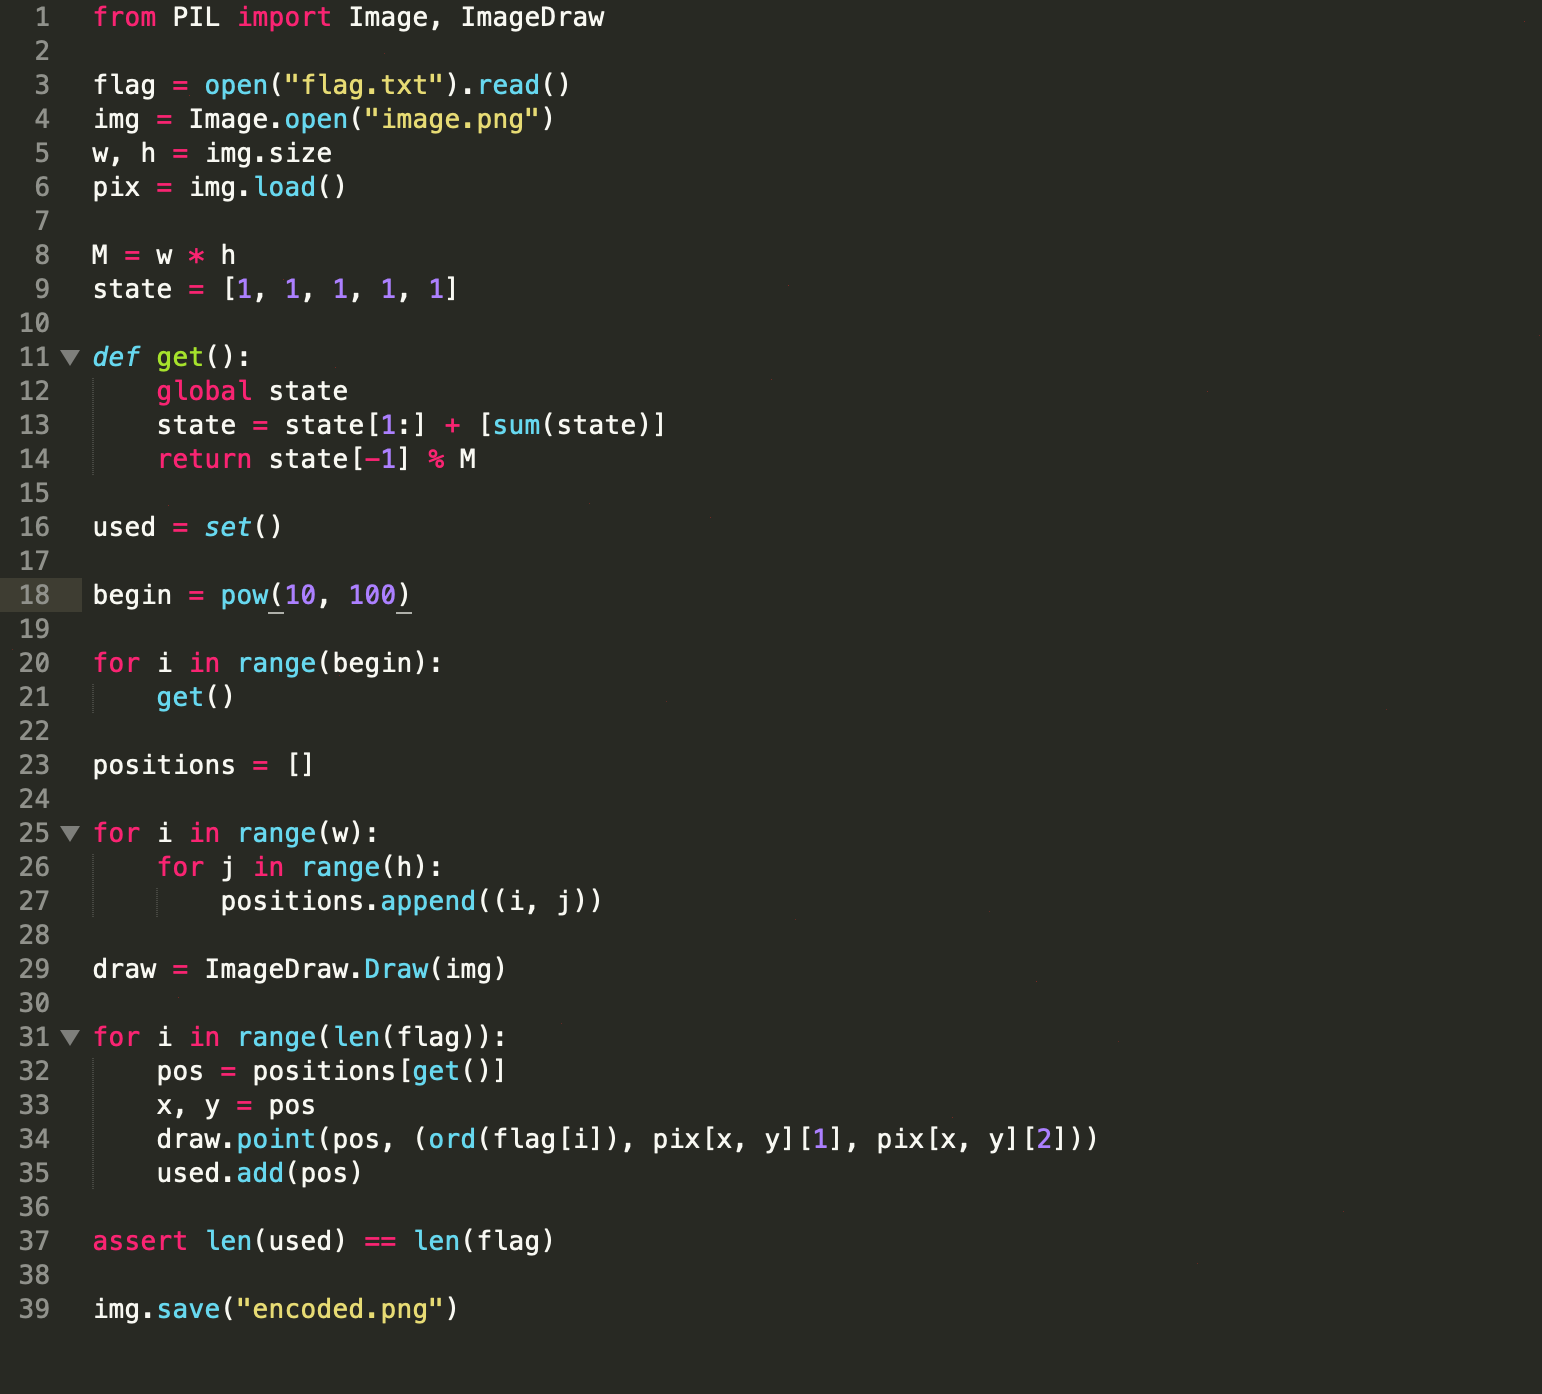 1 from PIL import Image, ImageDraw
2
3 flag = open("flag.txt").read()
4 img = Image.open("image.png")
5 w, h = img.size
6 pix = img.load()
7
8 M = w * h
9 state = [1, 1, 1, 1, 1]
10
11 def get():
12     global state
13     state = state[1:] + [sum(state)]
14     return state[-1] % M
15
16 used = set()
17
18 begin = pow(10, 100)
19
20 for i in range(begin):
21     get()
22
23 positions = []
24
25 for i in range(w):
26     for j in range(h):
27         positions.append((i, j))
28
29 draw = ImageDraw.Draw(img)
30
31 for i in range(len(flag)):
32     pos = positions[get()]
33     x, y = pos
34     draw.point(pos, (ord(flag[i]), pix[x, y][1], pix[x, y][2]))
35     used.add(pos)
36
37 assert len(used) == len(flag)
38
39 img.save("encoded.png")